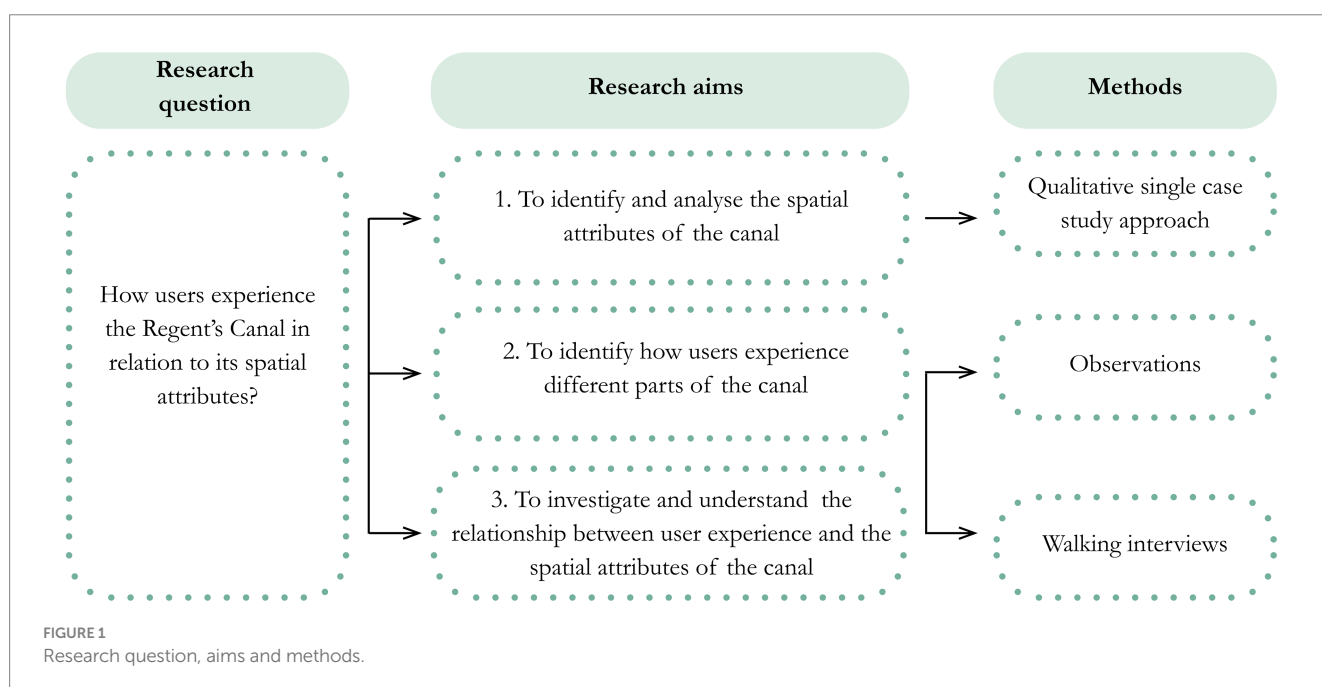 Research
question
Research aims
Methods
How users experience
the Regent’s Canal in
relation to its spatial
attributes?
1. To identify and analyse the spatial
attributes of the canal
2. To identify how users experience
different parts of the canal
3. To investigate and understand the
relationship between user experience and the
spatial attributes of the canal
Qualitative single case
study approach
Observations
Walking interviews
FIGURE 1
Research question, aims and methods.